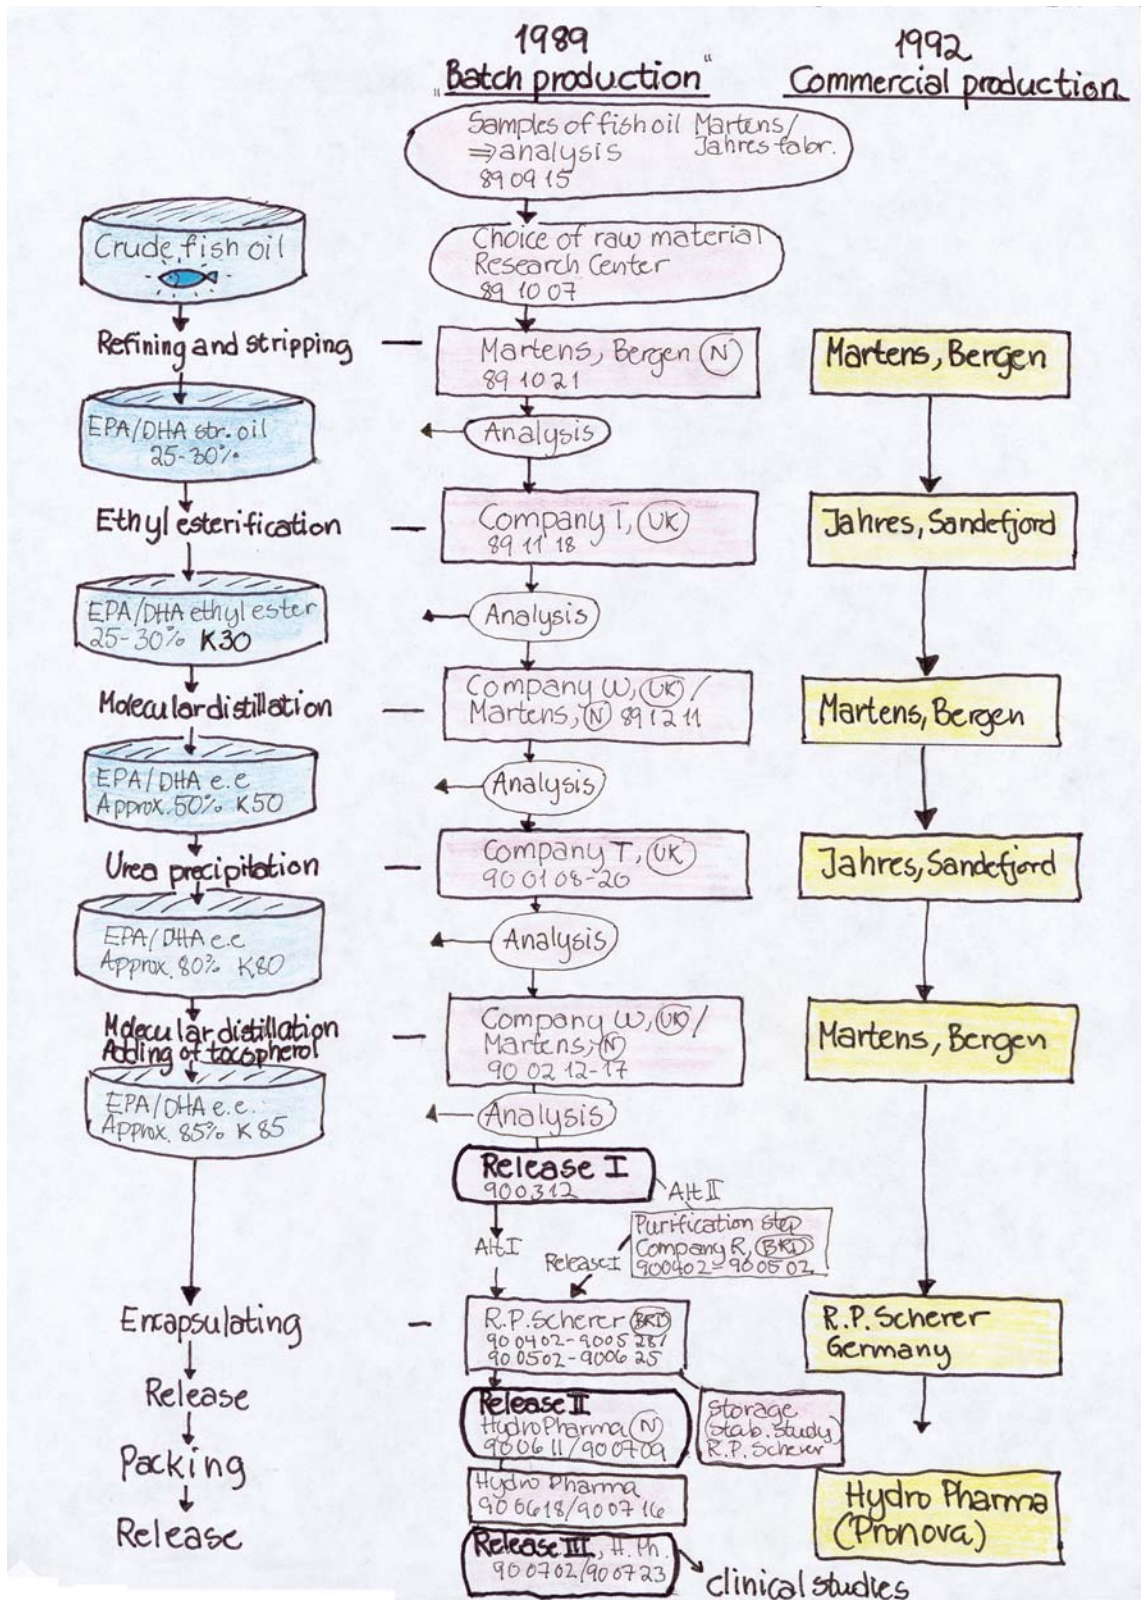 1989
"Batch production"
1992
Commercial production
Samples of fish oil Martens/
⇒analysis Jahres fabr.
89 09 15
Crude fish oil
Choice of raw material
Research Center
89 10 07
Refining and stripping
Martens, Bergen (N)
89 10 21
Martens, Bergen
EPA/DHA str. oil
25-30%
Analysis
Ethyl esterification
Company T, (UK)
89 11 18
Jahres, Sandefjord
EPA/DHA ethyl ester
25-30% K30
Analysis
Molecular distillation
Company W, (UK) /
Martens, (N) 89 12 11
Martens, Bergen
EPA/DHA e.e
Approx. 50% K50
Analysis
Urea precipitation
Company T, (UK)
90 01 08-20
Jahres, Sandefjord
EPA/DHA e.e
Approx. 80% K80
Analysis
Molecular distillation
Adding of tocopherol
Company W, (UK) /
Martens, (N)
90 02 12-17
Martens, Bergen
EPA/DHA e.e.
Approx. 85% K85
Analysis
Release I
900312
Alt I
Alt II
Purification step
Company R, (BRD)
900402-900502
Release I
Encapsulating
R.P. Scherer (BRD)
900402-900528/
900502-900625
R.P. Scherer
Germany
Release
Release II
Hydro Pharma (N)
900611/900709
Storage
(stab. study)
R.P. Scherer
Packing
Hydro Pharma
900618/900716
Hydro Pharma
(Pronova)
Release
Release III, H. Ph.
900702/900723
clinical studies